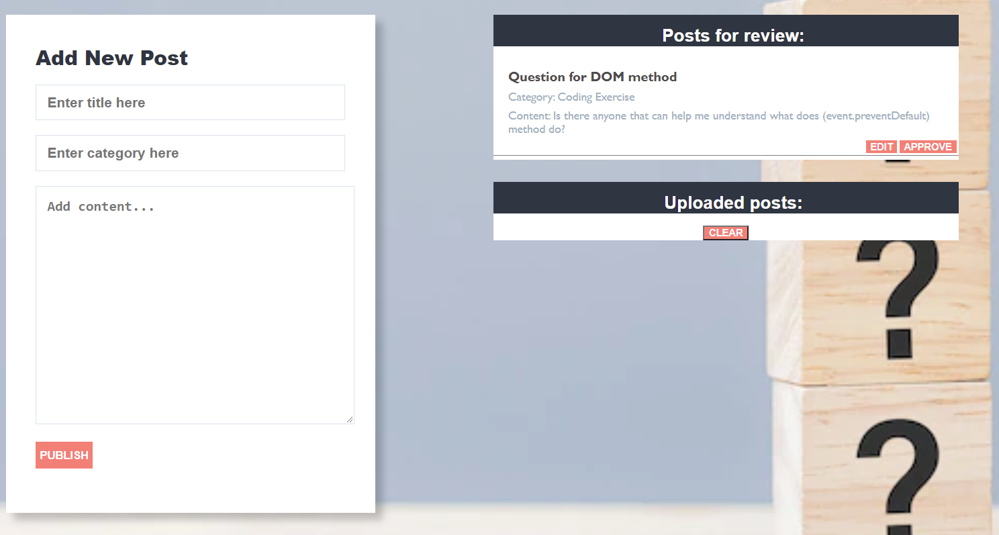 Add New Post
Enter title here
Enter category here
Add content...
PUBLISH
Posts for review:
Question for DOM method
Category: Coding Exercise
Content: Is there anyone that can help me understand what does (event.preventDefault)
method do?
EDIT APPROVE
Uploaded posts:
CLEAR
?
?